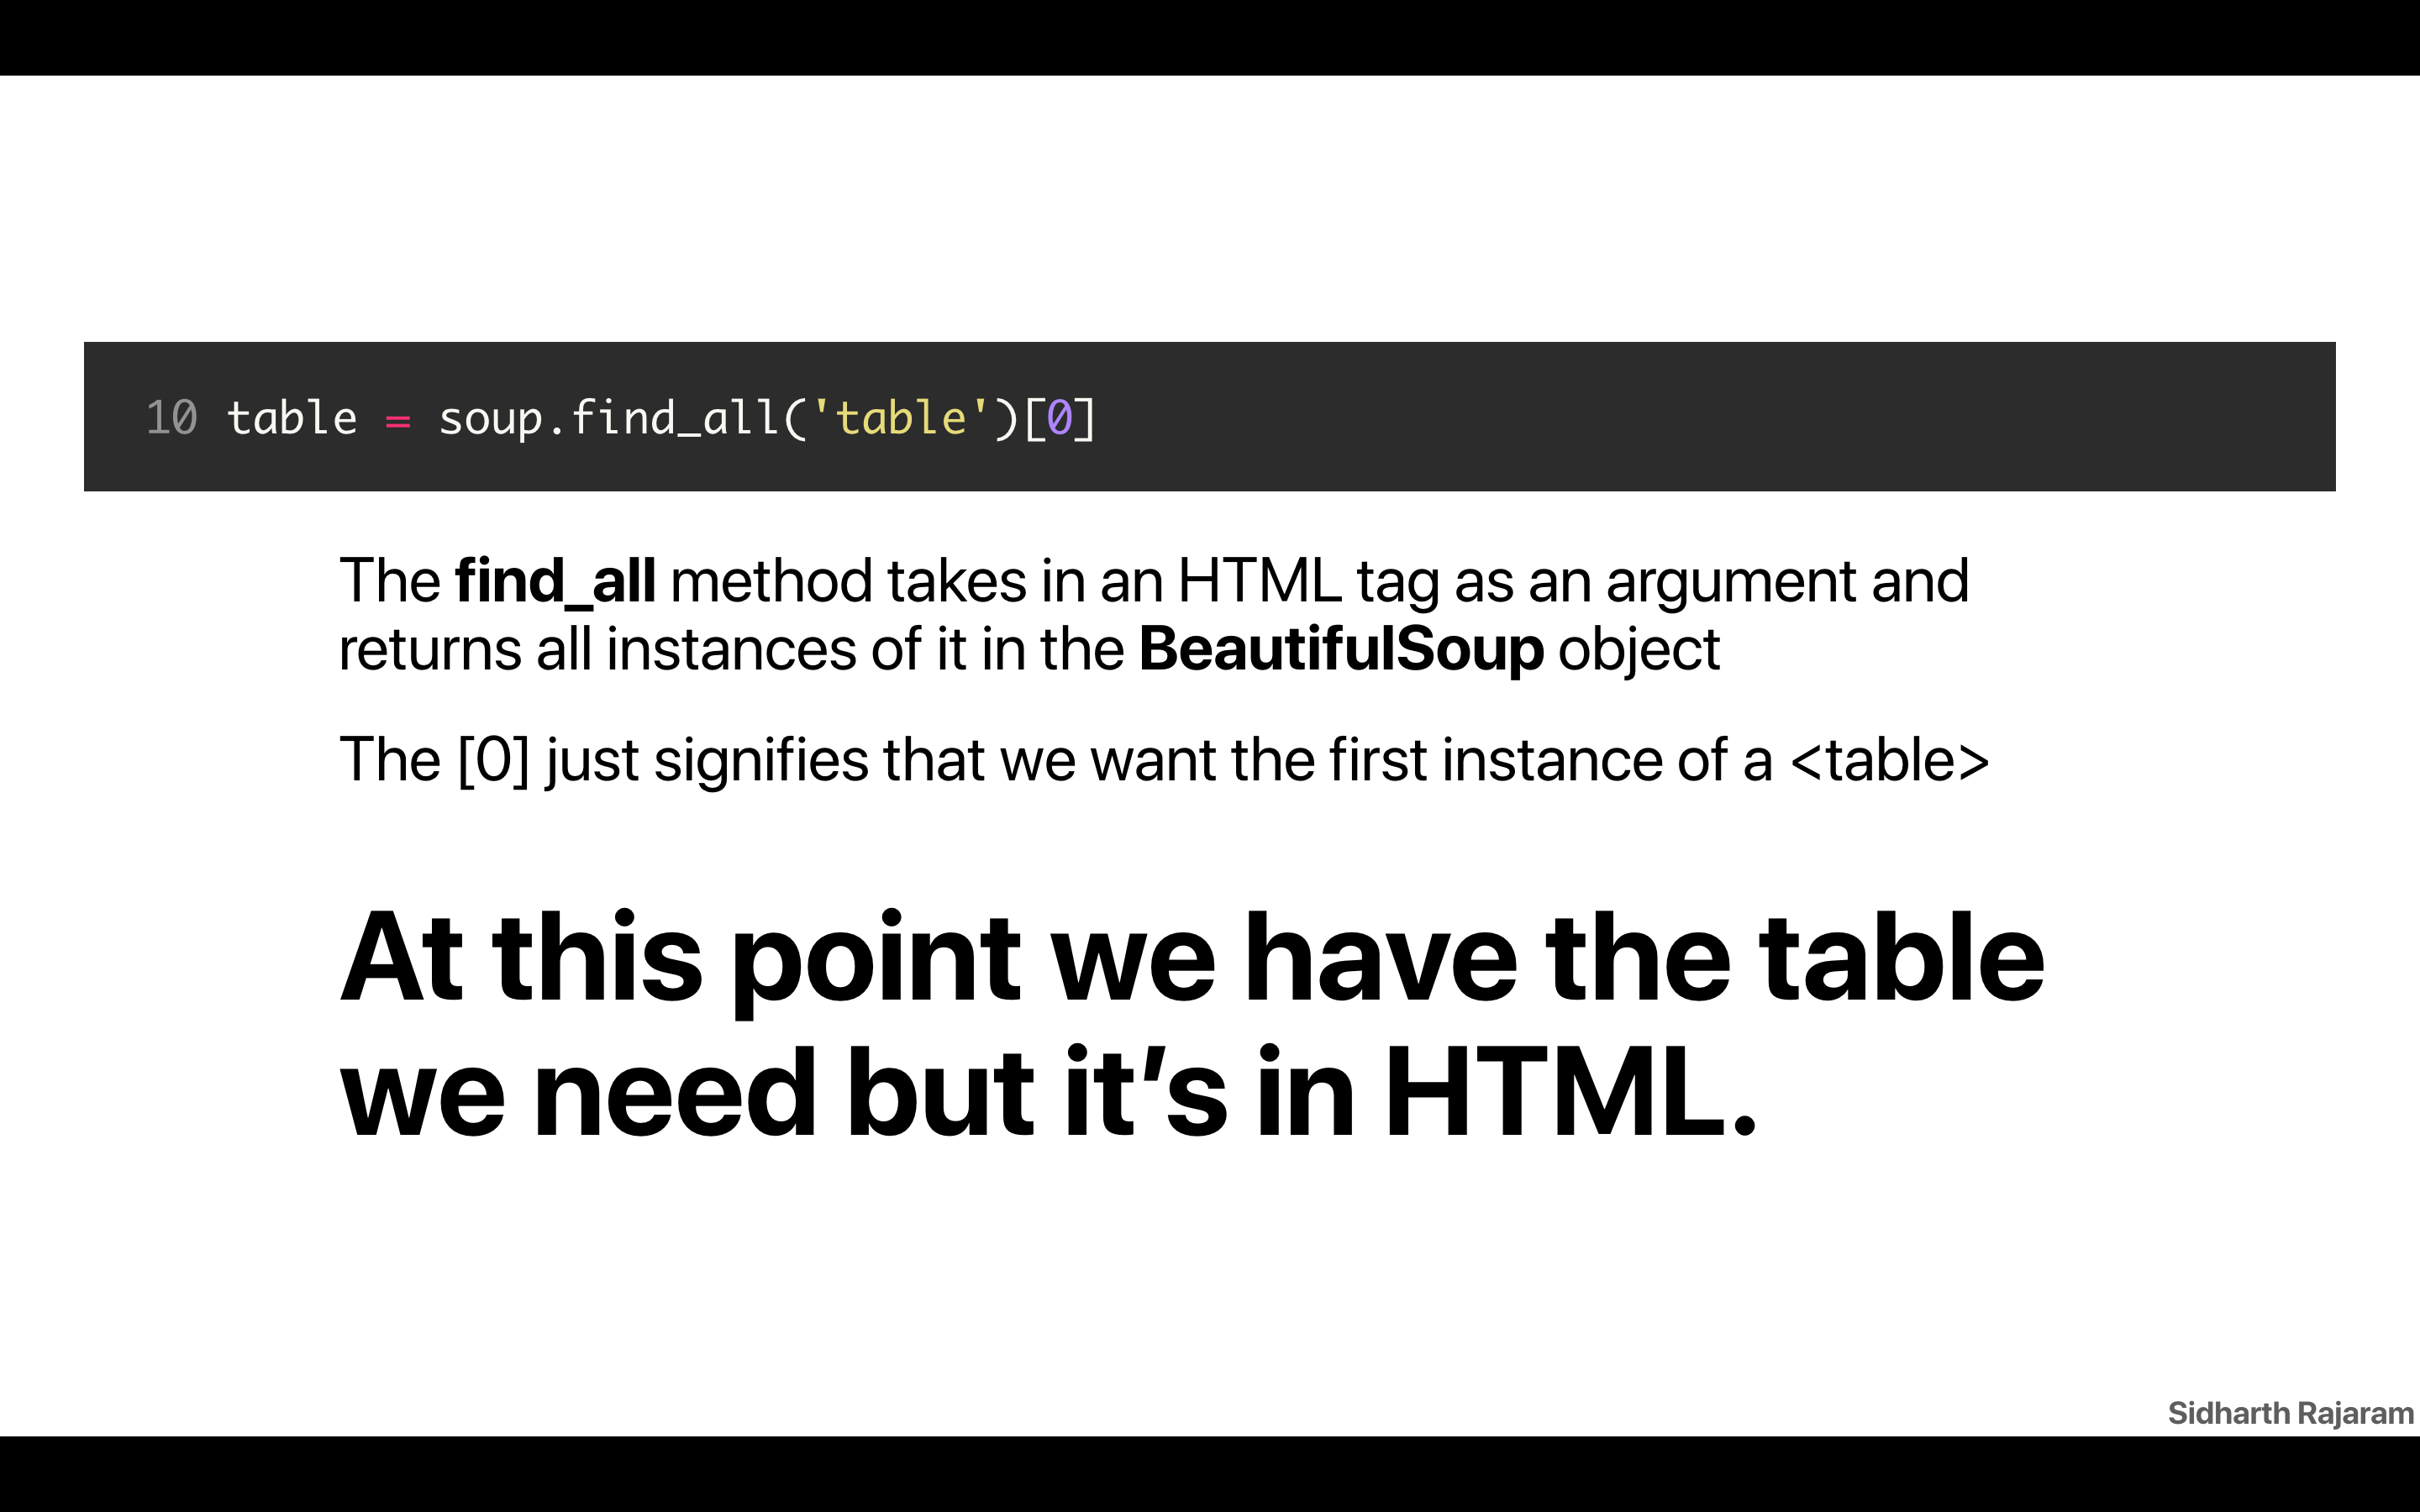 10 table = soup.find_all('table')[0]
The find_all method takes in an HTML tag as an argument and
returns all instances of it in the BeautifulSoup object
The [0] just signifies that we want the first instance of a <table>
At this point we have the table
we need but it’s in HTML.
Sidharth Rajaram